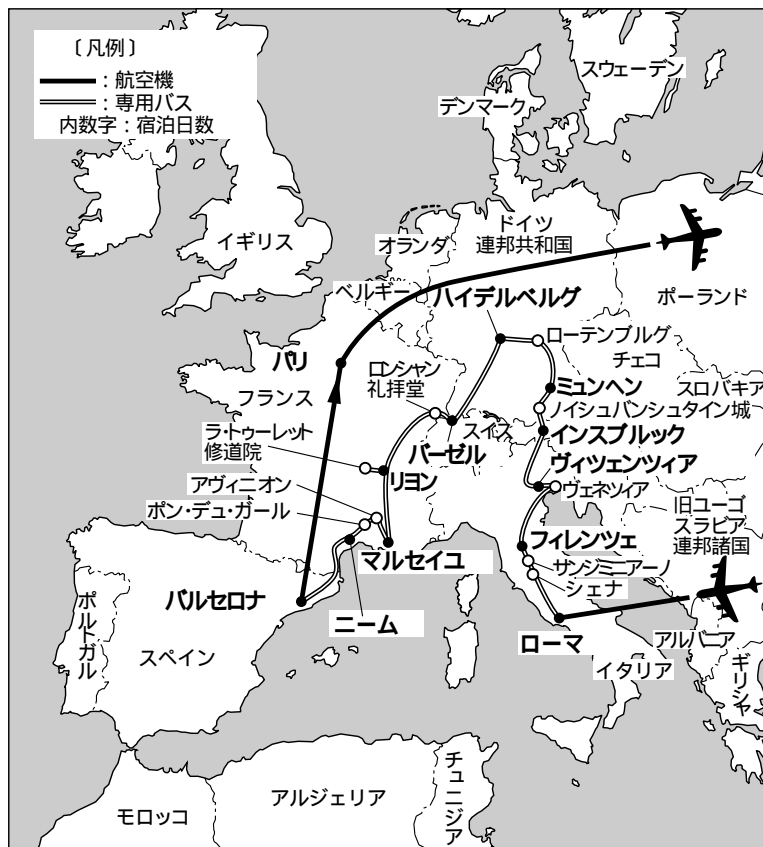 〔凡例〕
：航空機
：専用バス
内数字：宿泊日数
スウェーデン
デンマーク
イギリス
オランダ
ドイツ
連邦共和国
ベルギー
ハイデルベルグ
ポーランド
ローテンブルグ
チェコ
パリ
ロンシャン
礼拝堂
フランス
ミュンヘン
スロバキア
ノイシュバンシュタイン城
スイス
インスブルック
ラ・トゥーレット
修道院
バーゼル
ヴィツェンツィア
リヨン
ヴェネツィア
アヴィニオン
ポン・デュ・ガール
旧ユーゴ
スラビア
連邦諸国
フィレンツェ
マルセイユ
サンジミニアーノ
シェナ
バルセロナ
ニーム
ローマ
ポルトガル
スペイン
アルバニア
イタリア
ギリシャ
チュニジア
アルジェリア
モロッコ